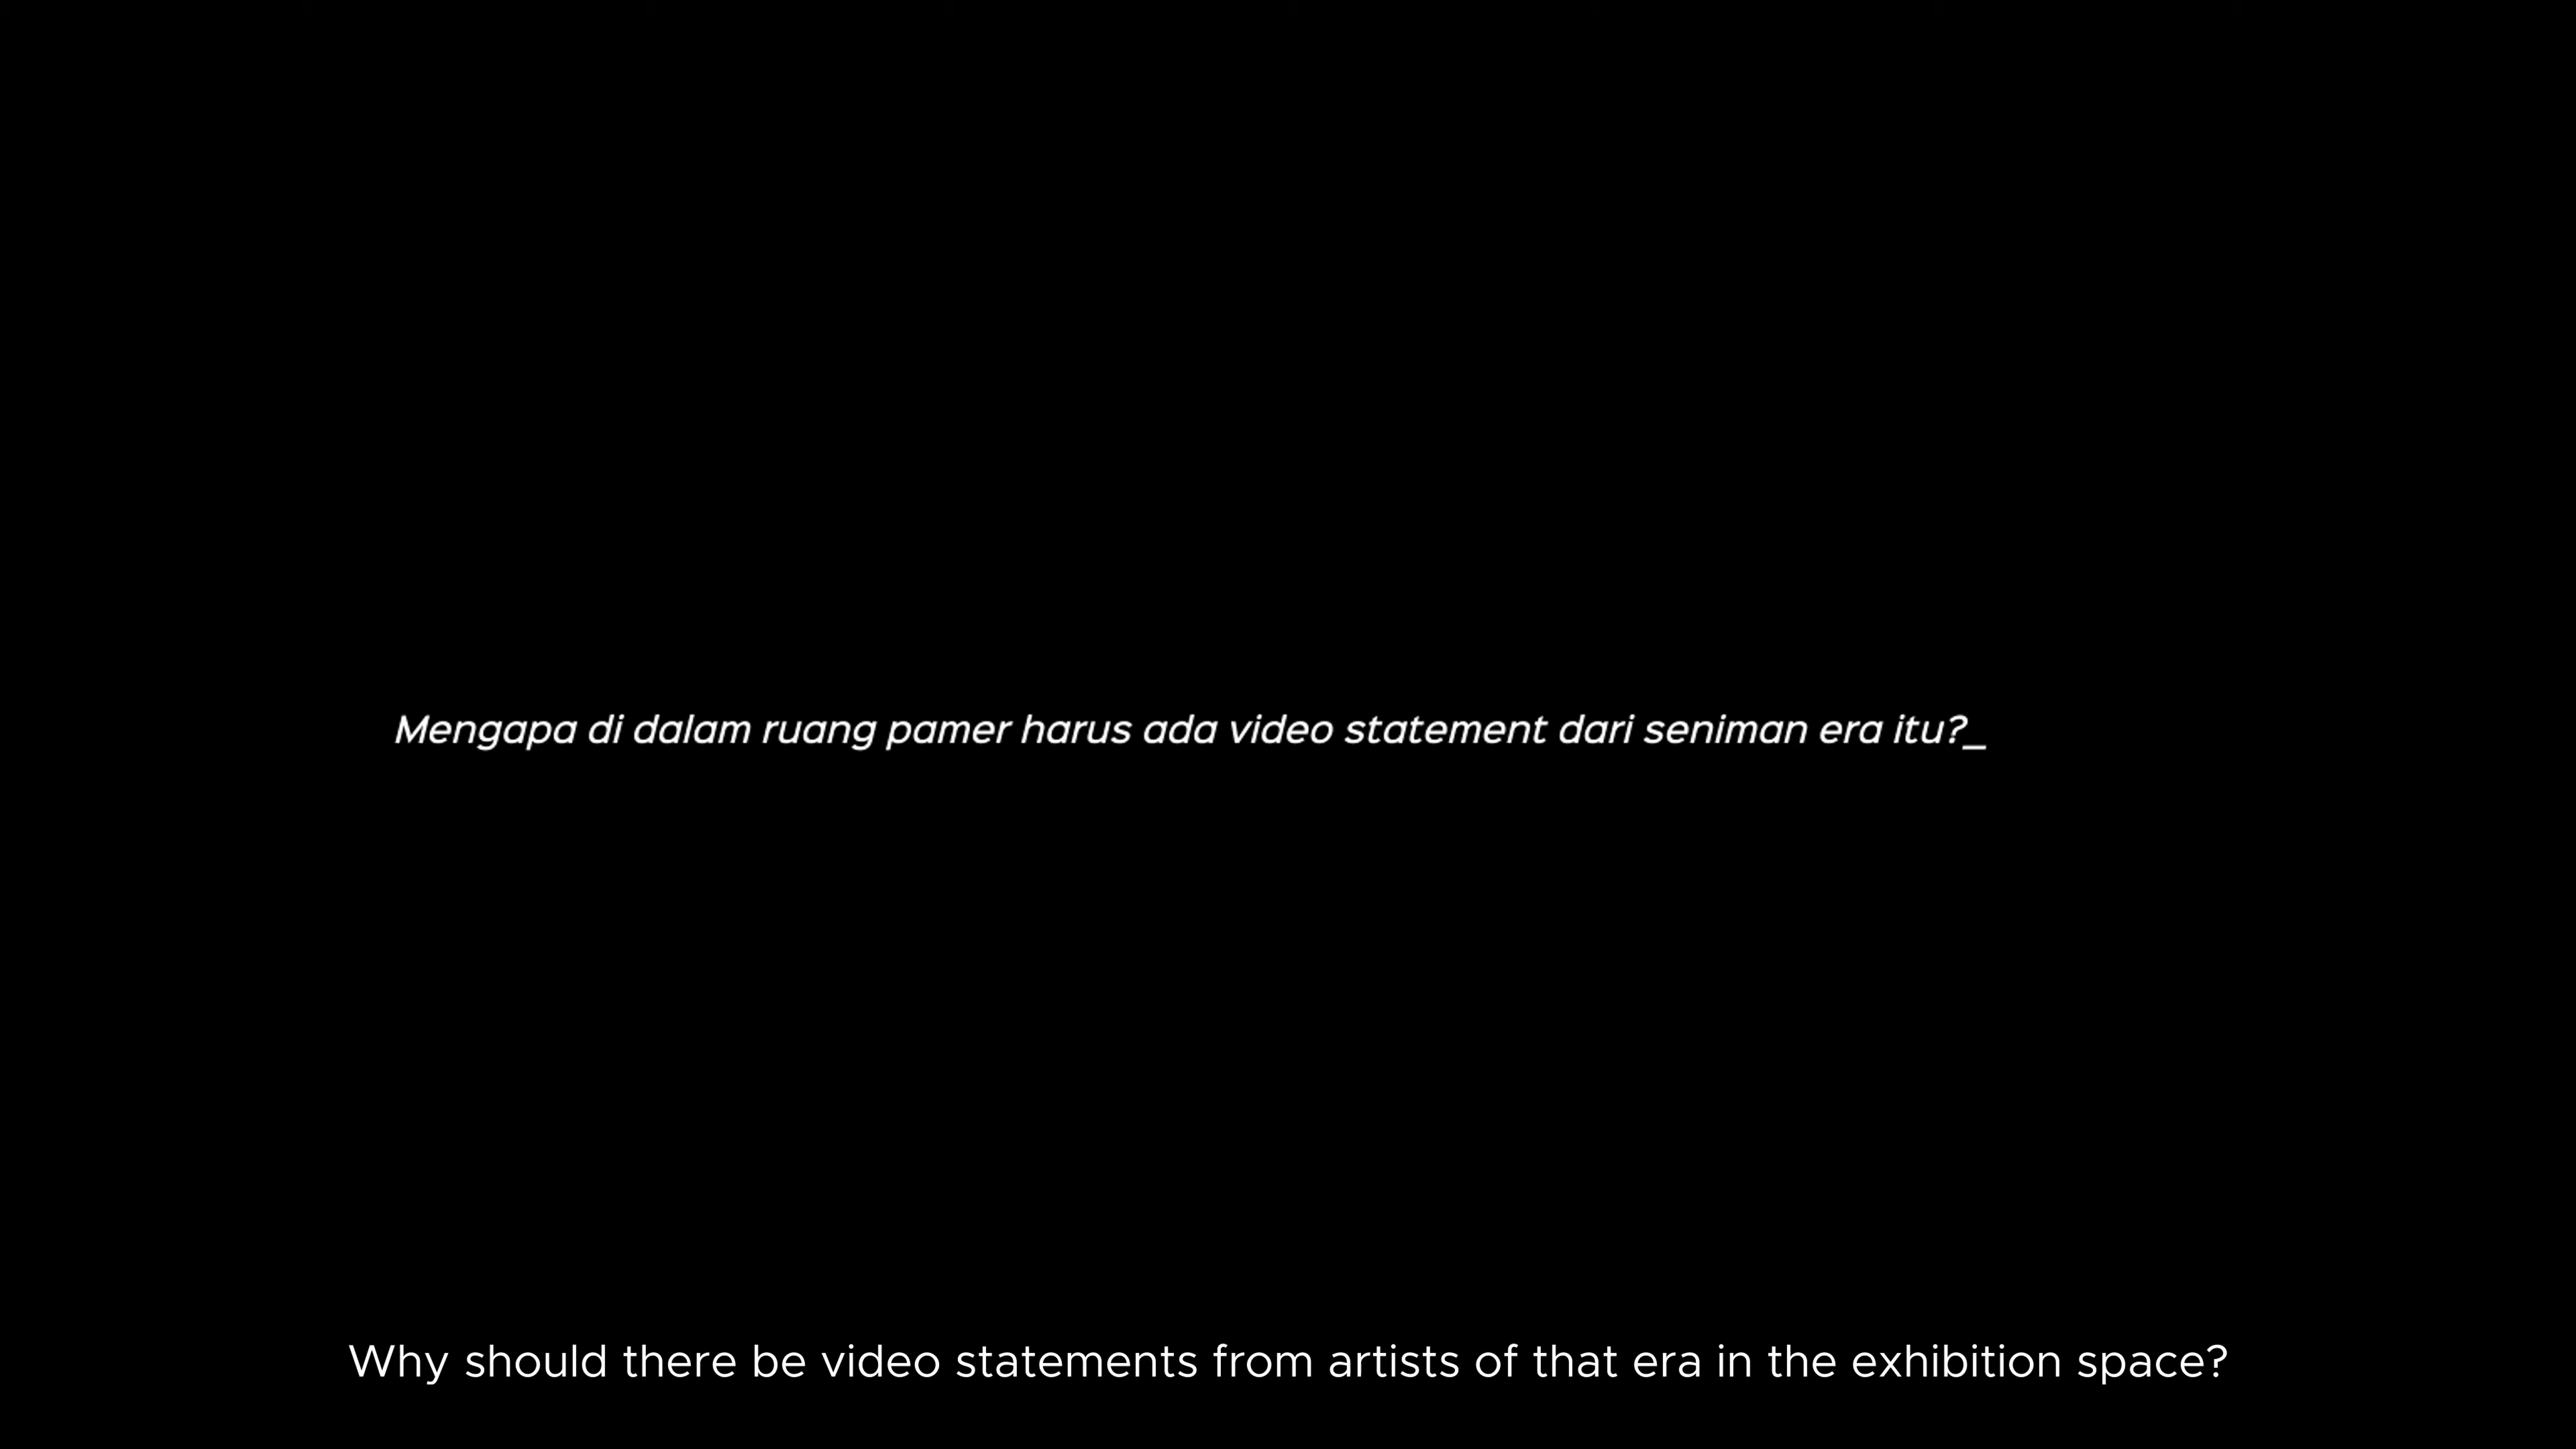 Mengapa di dalam ruang pamer harus ada video statement dari seniman era itu?_
Why should there be video statements from artists of that era in the exhibition space?